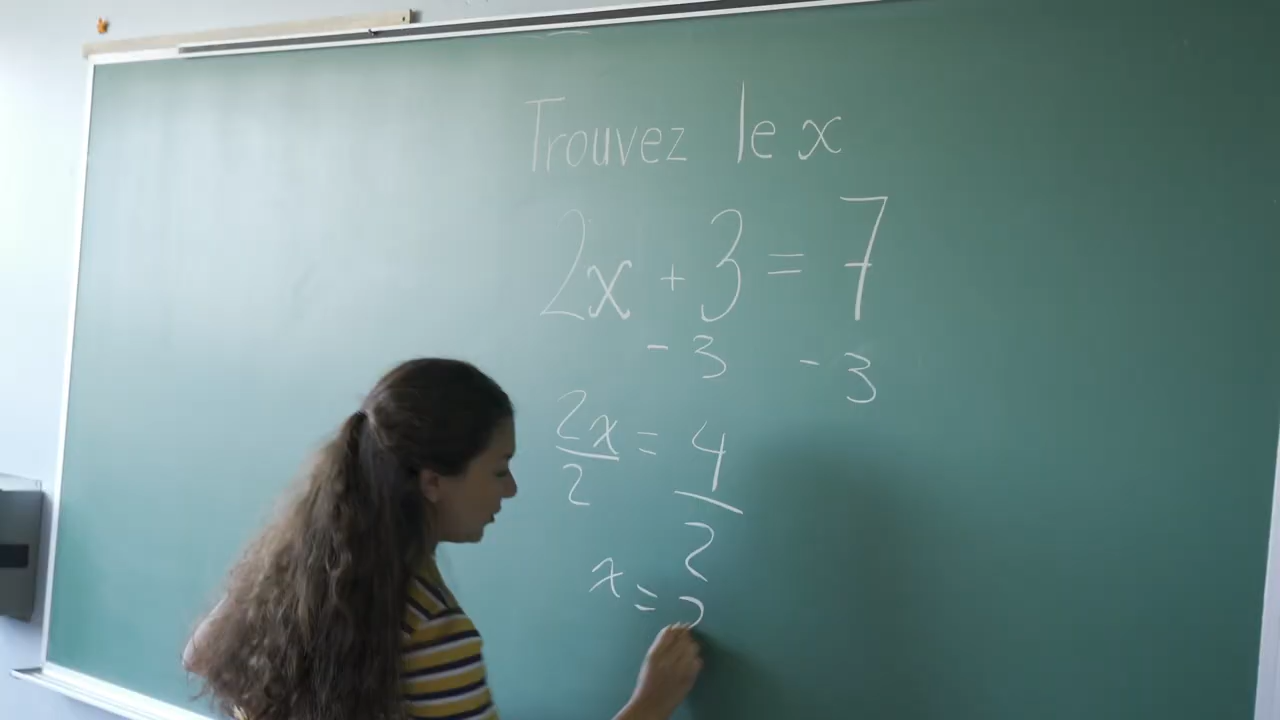 Trouvez le x
2x + 3 = 7
- 3 - 3
2x = 4
2 2
x = 2